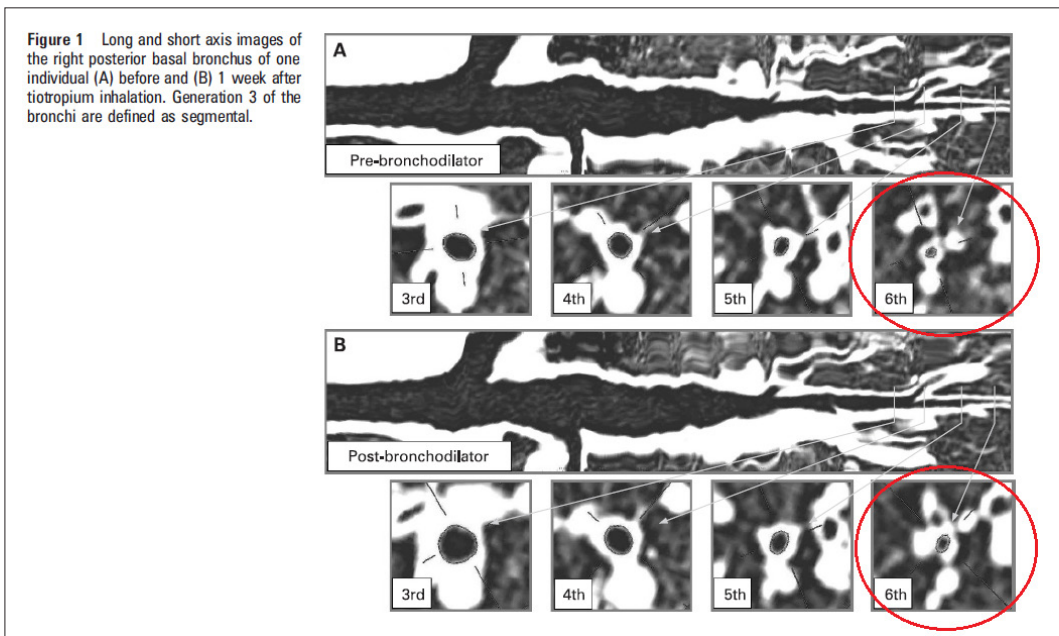 Figure 1 Long and short axis images of
the right posterior basal bronchus of one
individual (A) before and (B) 1 week after
tiotropium inhalation. Generation 3 of the
bronchi are defined as segmental.
A
Pre-bronchodilator
3rd
4th
5th
6th
B
Post-bronchodilator
3rd
4th
5th
6th